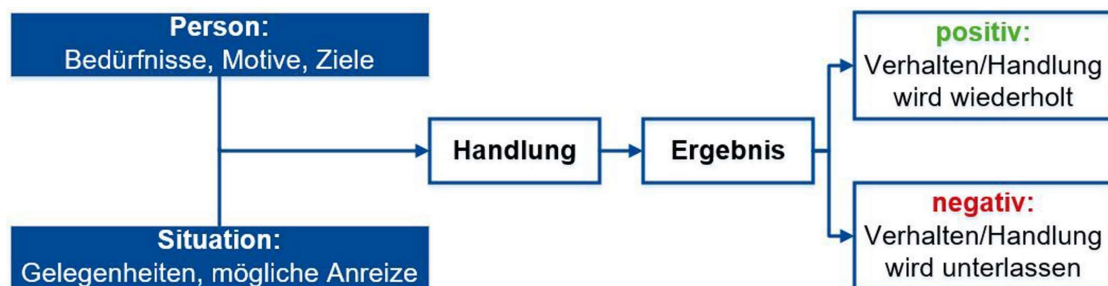 Person:
Bedürfnisse, Motive, Ziele
Situation:
Gelegenheiten, mögliche Anreize
Handlung
Ergebnis
positiv:
Verhalten/Handlung
wird wiederholt
negativ:
Verhalten/Handlung
wird unterlassen